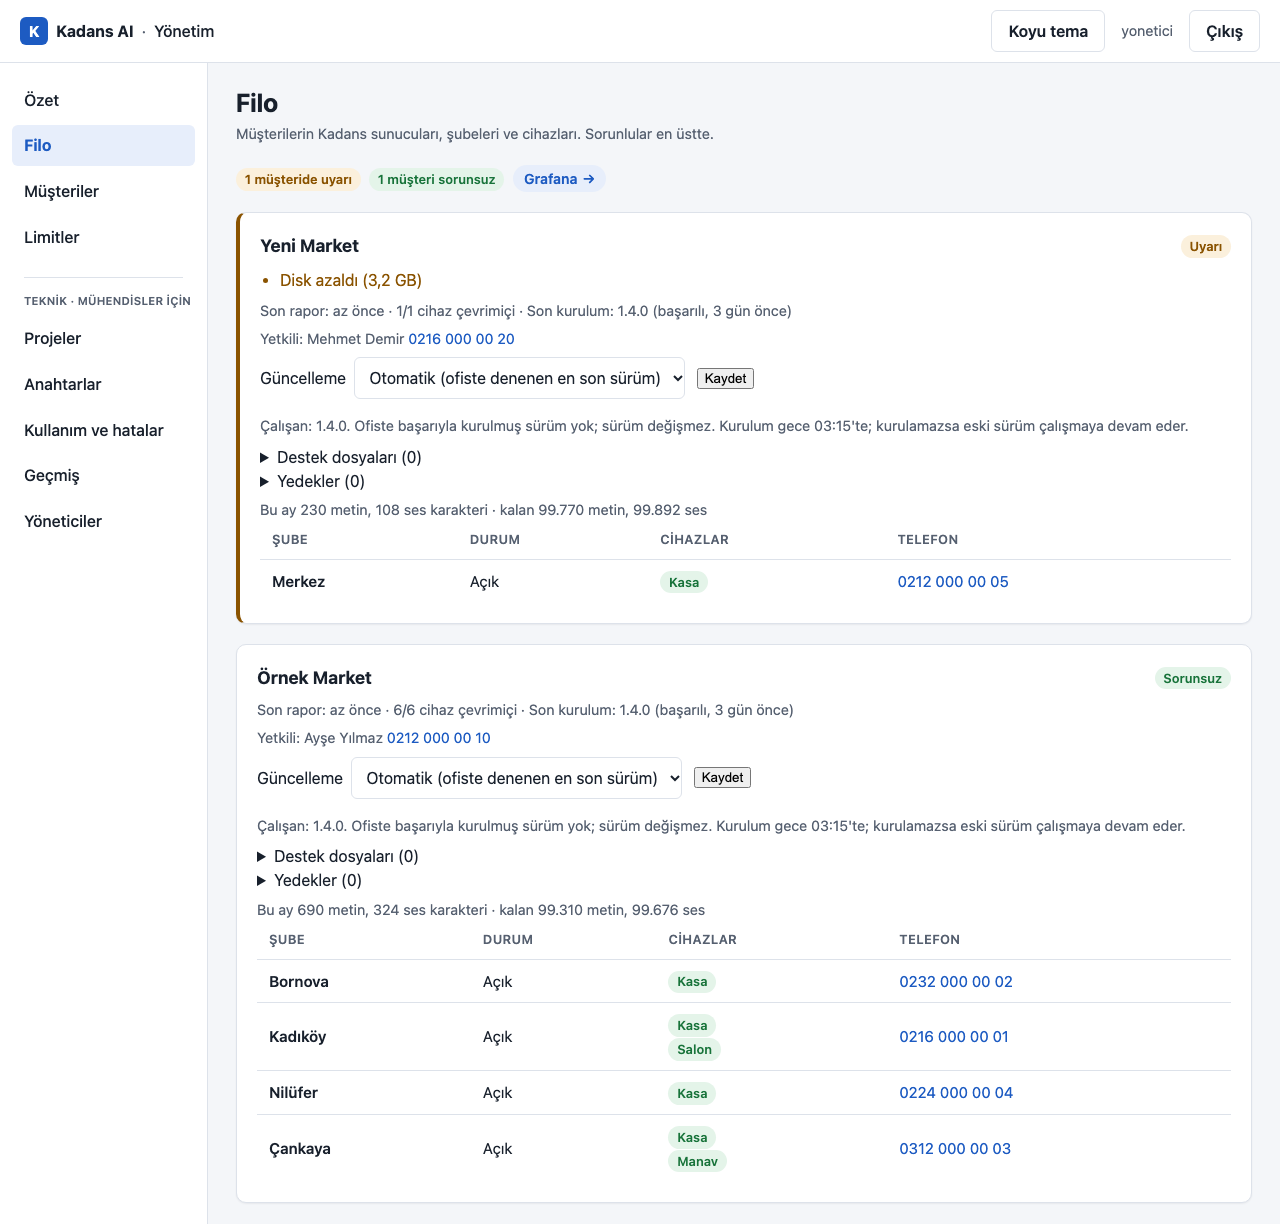 K Kadans AI · Yönetim
Koyu tema
yonetici
Çıkış
Özet
Filo
Müşteriler
Limitler
TEKNİK · MÜHENDİSLER İÇİN
Projeler
Anahtarlar
Kullanım ve hatalar
Geçmiş
Yöneticiler
Filo
Müşterilerin Kadans sunucuları, şubeleri ve cihazları. Sorunlular en üstte.
1 müşteride uyarı 1 müşteri sorunsuz Grafana →
Yeni Market Uyarı
• Disk azaldı (3,2 GB)
Son rapor: az önce · 1/1 cihaz çevrimiçi · Son kurulum: 1.4.0 (başarılı, 3 gün önce)
Yetkili: Mehmet Demir 0216 000 00 20
Güncelleme Otomatik (ofiste denenen en son sürüm) Kaydet
Çalışan: 1.4.0. Ofiste başarıyla kurulmuş sürüm yok; sürüm değişmez. Kurulum gece 03:15'te; kurulamazsa eski sürüm çalışmaya devam eder.
▶ Destek dosyaları (0)
▶ Yedekler (0)
Bu ay 230 metin, 108 ses karakteri · kalan 99.770 metin, 99.892 ses
ŞUBE DURUM CİHAZLAR TELEFON
Merkez Açık Kasa 0212 000 00 05
Örnek Market Sorunsuz
Son rapor: az önce · 6/6 cihaz çevrimiçi · Son kurulum: 1.4.0 (başarılı, 3 gün önce)
Yetkili: Ayşe Yılmaz 0212 000 00 10
Güncelleme Otomatik (ofiste denenen en son sürüm) Kaydet
Çalışan: 1.4.0. Ofiste başarıyla kurulmuş sürüm yok; sürüm değişmez. Kurulum gece 03:15'te; kurulamazsa eski sürüm çalışmaya devam eder.
▶ Destek dosyaları (0)
▶ Yedekler (0)
Bu ay 690 metin, 324 ses karakteri · kalan 99.310 metin, 99.676 ses
ŞUBE DURUM CİHAZLAR TELEFON
Bornova Açık Kasa 0232 000 00 02
Kadıköy Açık Kasa Salon 0216 000 00 01
Nilüfer Açık Kasa 0224 000 00 04
Çankaya Açık Kasa Manav 0312 000 00 03